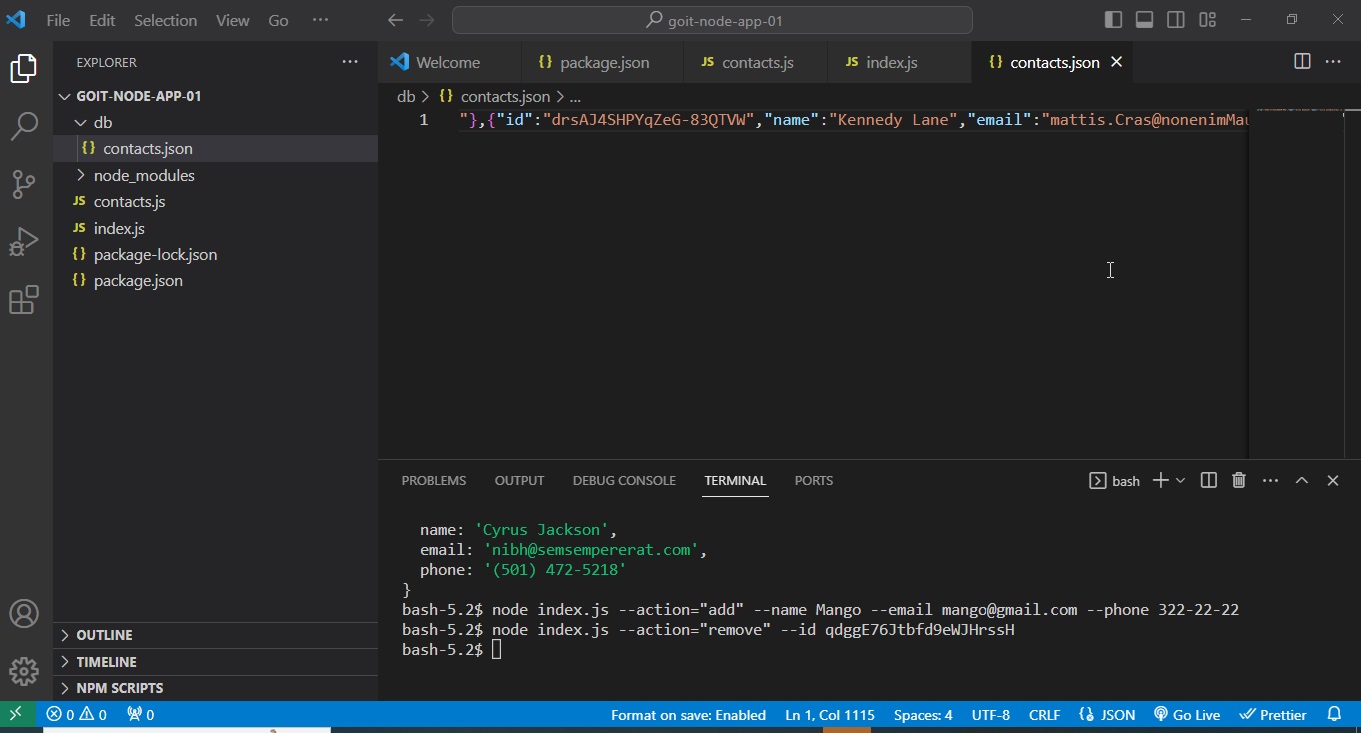 File Edit Selection View Go ··· goit-node-app-01
EXPLORER ···
GOIT-NODE-APP-01
db
{} contacts.json
node_modules
JS contacts.js
JS index.js
{} package-lock.json
{} package.json
OUTLINE
TIMELINE
NPM SCRIPTS
Welcome {} package.json JS contacts.js JS index.js {} contacts.json
db > {} contacts.json > ...
1 "},{"id":"drsAJ4SHPYqZeG-83QTVW","name":"Kennedy Lane","email":"mattis.Cras@nonenimMau
PROBLEMS OUTPUT DEBUG CONSOLE TERMINAL PORTS bash
name: 'Cyrus Jackson',
email: 'nibh@semsempererat.com',
phone: '(501) 472-5218'
}
bash-5.2$ node index.js --action="add" --name Mango --email mango@gmail.com --phone 322-22-22
bash-5.2$ node index.js --action="remove" --id qdggE76Jtbfd9eWJHrssH
bash-5.2$
0 0 0 Format on save: Enabled Ln 1, Col 1115 Spaces: 4 UTF-8 CRLF {} JSON Go Live Prettier